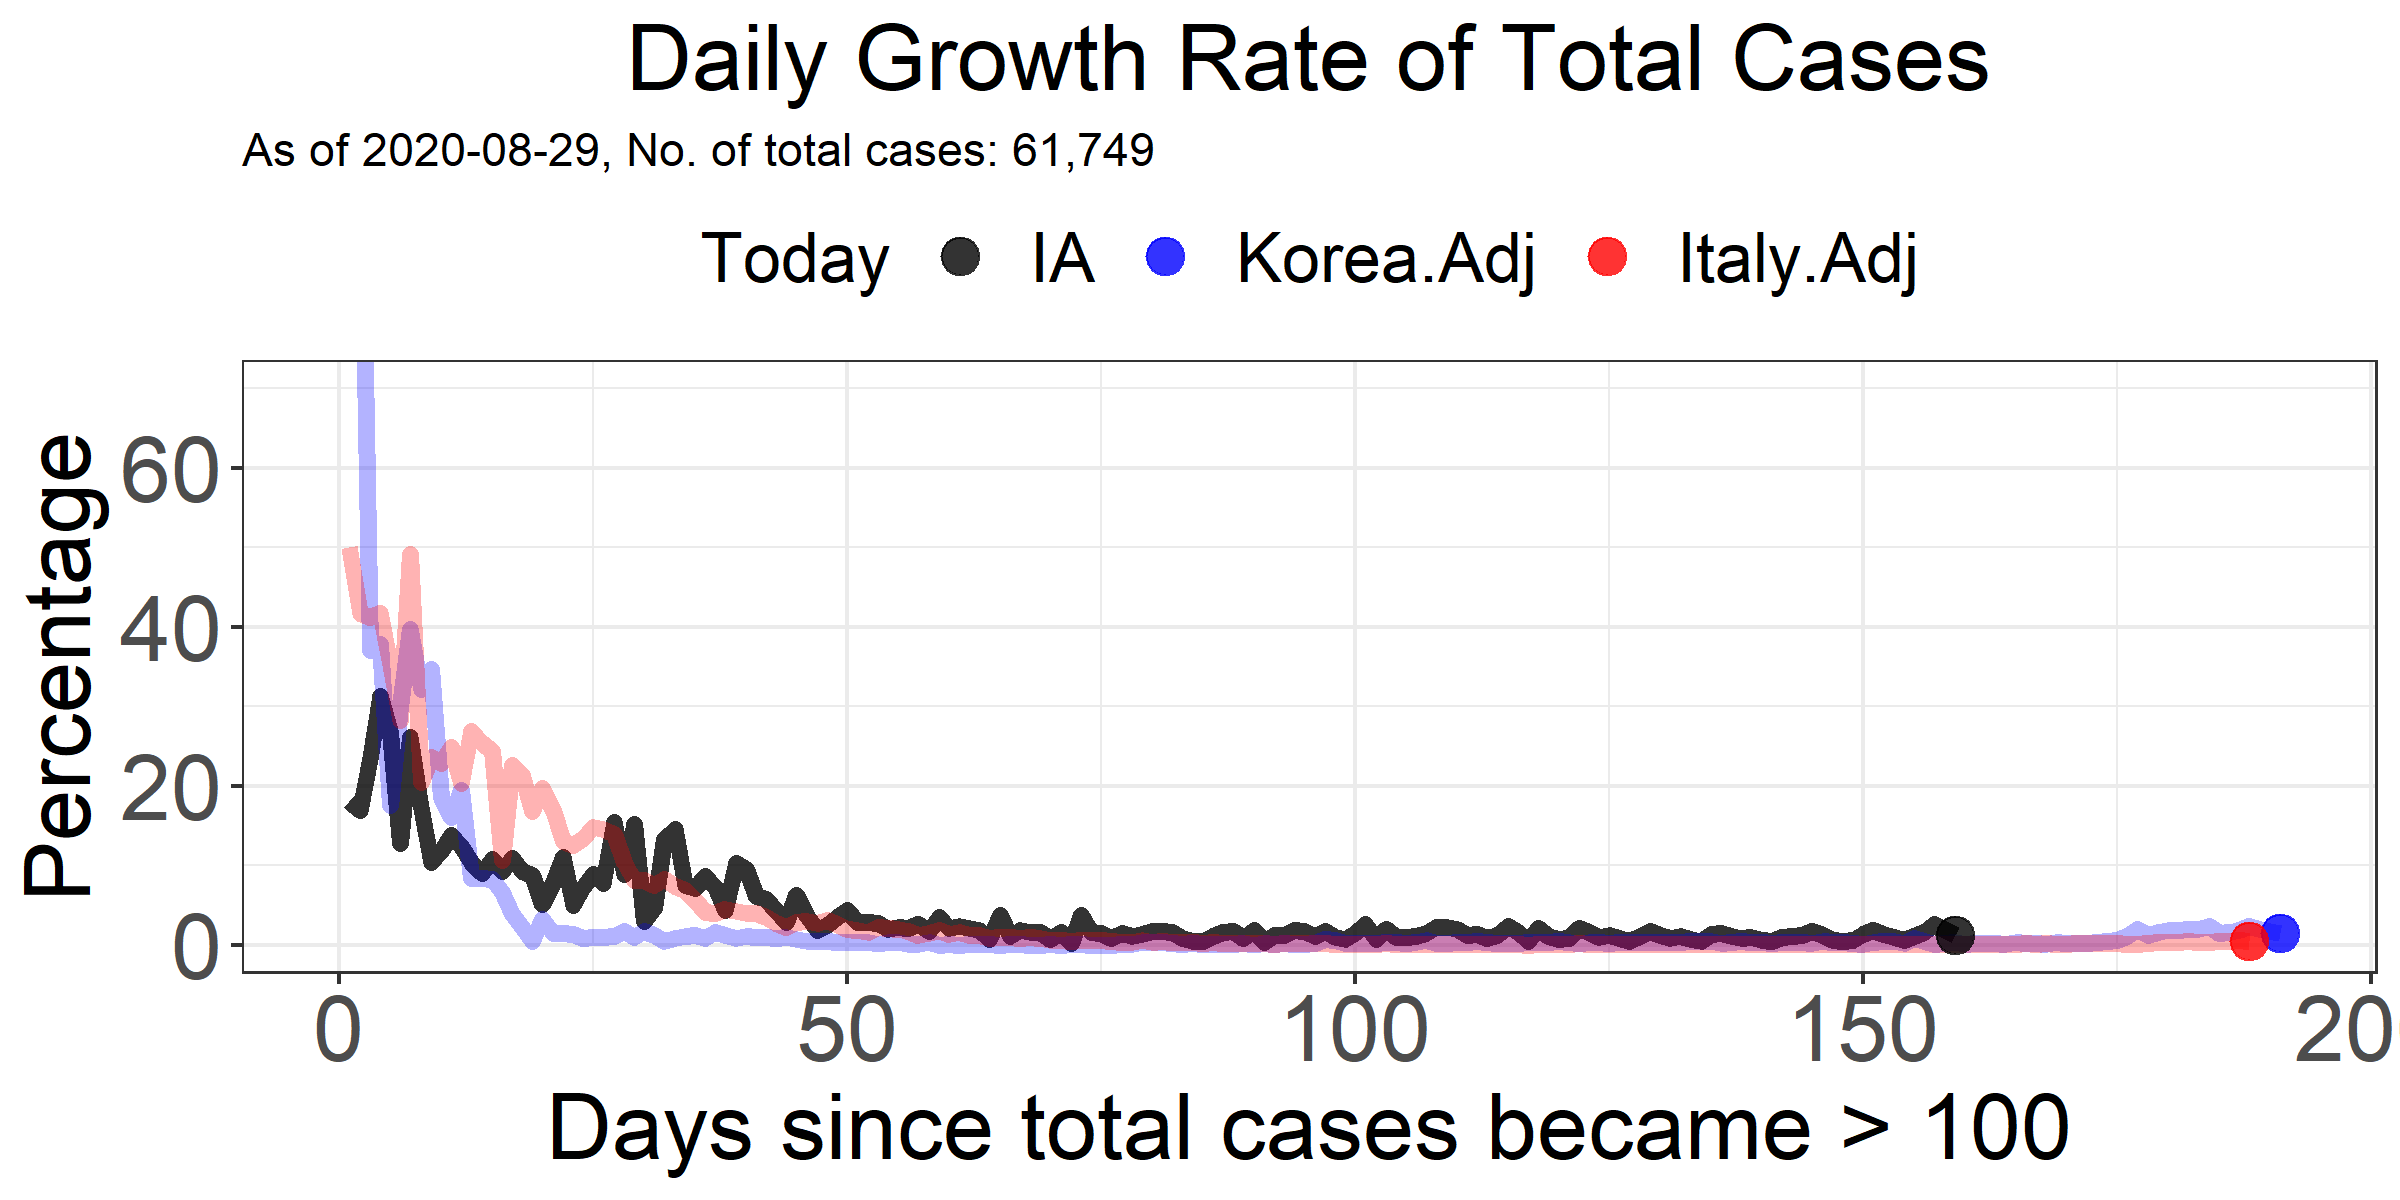 Daily Growth Rate of Total Cases
As of 2020-08-29, No. of total cases: 61,749
Today IA Korea.Adj Italy.Adj
Percentage
60
40
20
0
0 50 100 150 20
Days since total cases became > 100